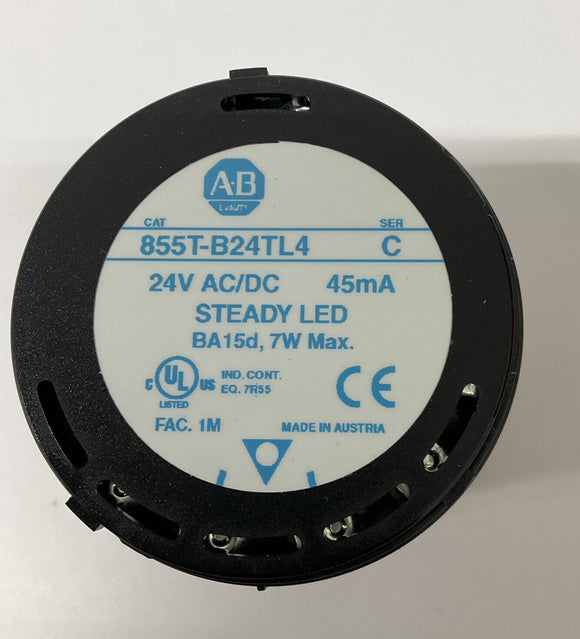 A-B
QUALITY
CAT SER
855T-B24TL4 C
24V AC/DC 45mA
STEADY LED
BA15d, 7W Max.
C UL US LISTED
IND. CONT.
EQ. 7R55
CE
FAC. 1M MADE IN AUSTRIA